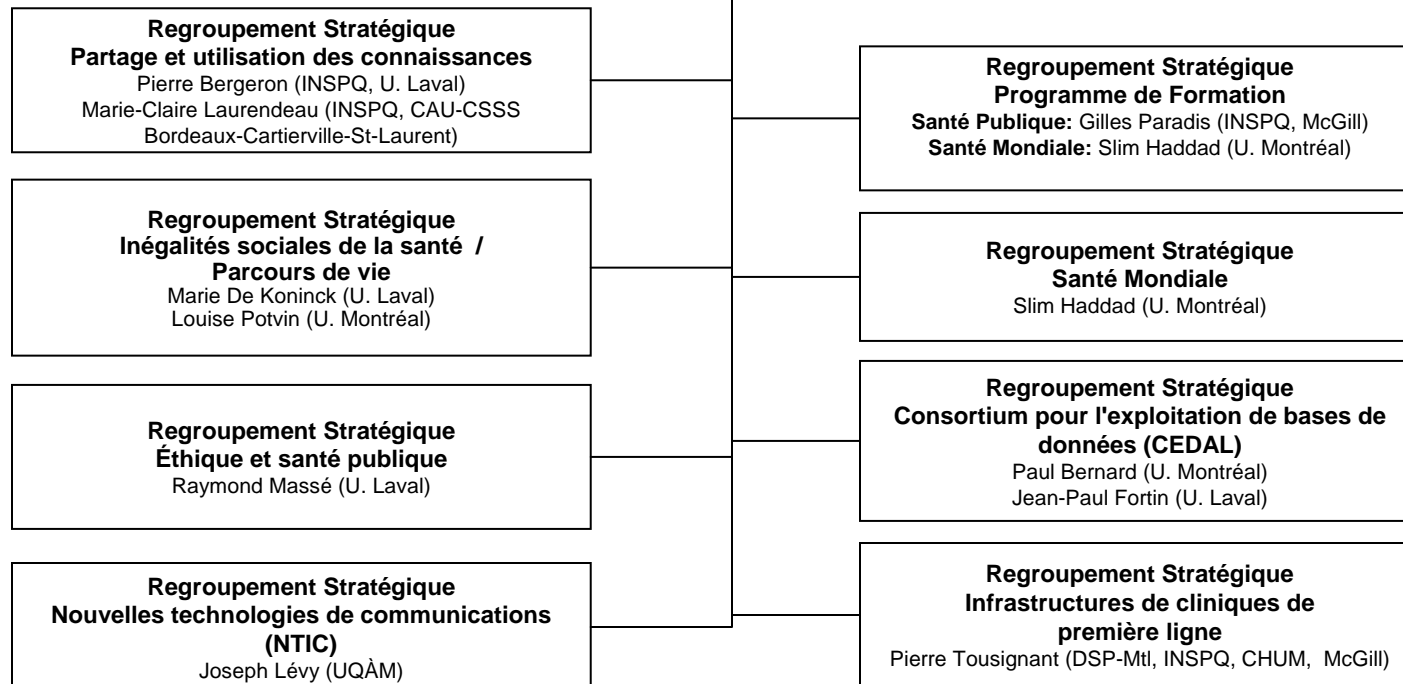 Regroupement Stratégique
Partage et utilisation des connaissances
Pierre Bergeron (INSPQ, U. Laval)
Marie-Claire Laurendeau (INSPQ, CAU-CSSS
Bordeaux-Cartierville-St-Laurent)
Regroupement Stratégique
Inégalités sociales de la santé /
Parcours de vie
Marie De Koninck (U. Laval)
Louise Potvin (U. Montréal)
Regroupement Stratégique
Éthique et santé publique
Raymond Massé (U. Laval)
Regroupement Stratégique
Nouvelles technologies de communications
(NTIC)
Joseph Lévy (UQÀM)
Regroupement Stratégique
Programme de Formation
Santé Publique: Gilles Paradis (INSPQ, McGill)
Santé Mondiale: Slim Haddad (U. Montréal)
Regroupement Stratégique
Santé Mondiale
Slim Haddad (U. Montréal)
Regroupement Stratégique
Consortium pour l'exploitation de bases de
données (CEDAL)
Paul Bernard (U. Montréal)
Jean-Paul Fortin (U. Laval)
Regroupement Stratégique
Infrastructures de cliniques de
première ligne
Pierre Tousignant (DSP-Mtl, INSPQ, CHUM, McGill)